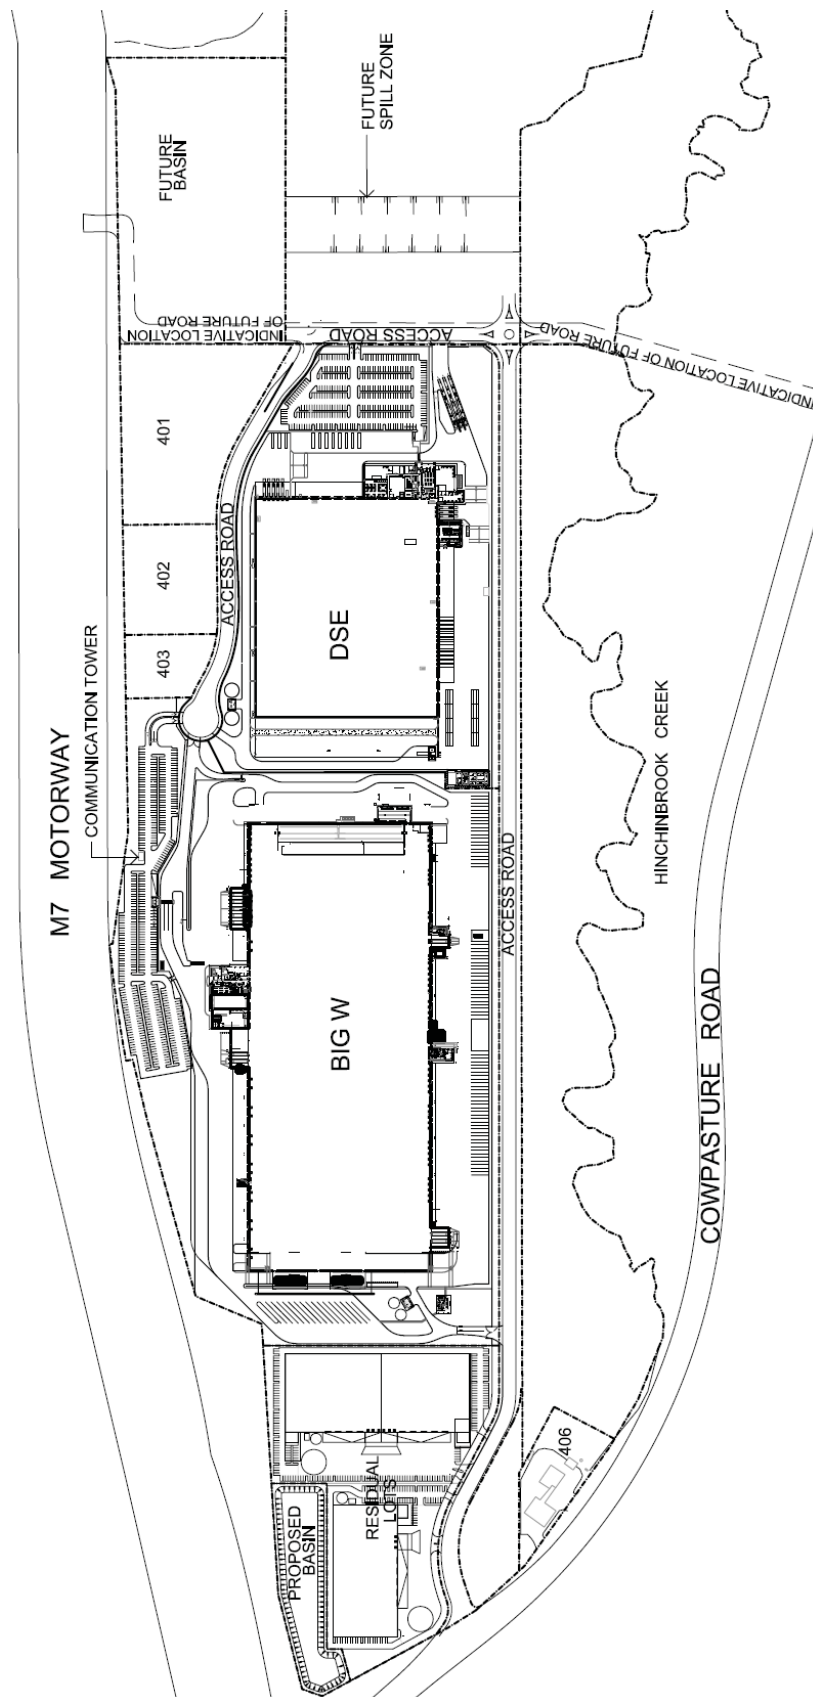 FUTURE
SPILL ZONE
FUTURE
BASIN
INDICATIVE LOCATION
OF FUTURE ROAD
ACCESS ROAD
INDICATIVE LOCATION OF FUTURE ROAD
401
402
403
ACCESS ROAD
DSE
COMMUNICATION TOWER
M7 MOTORWAY
HINCHINBROOK CREEK
ACCESS ROAD
BIG W
COWPASTURE ROAD
406
RESIDUAL
LOTS
PROPOSED
BASIN